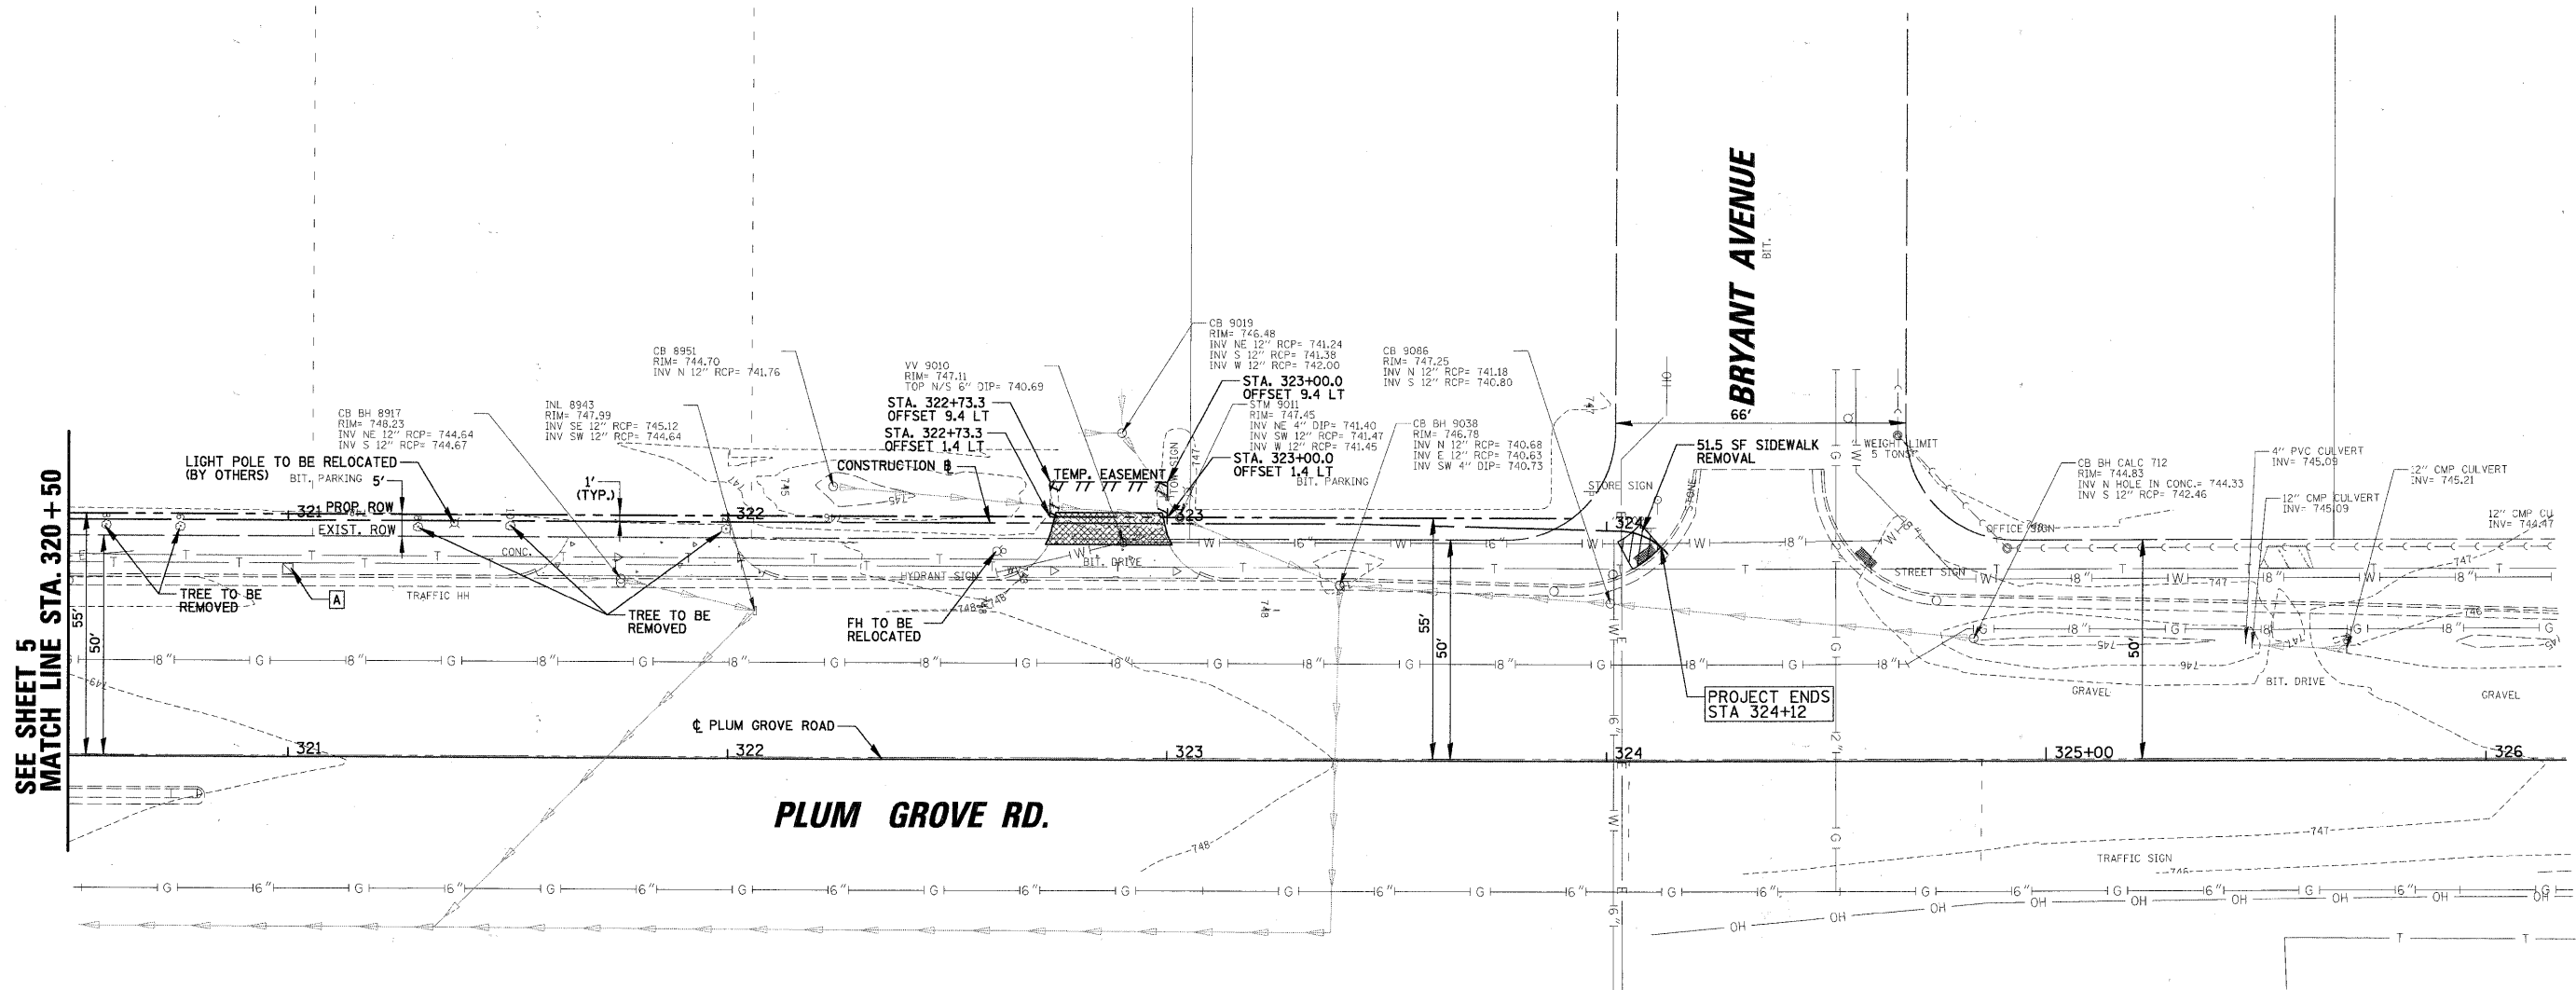 SEE SHEET 5
MATCH LINE STA. 320+50
BRYANT AVENUE
BIT.
66'
CB 9019
RIM= 746.48
INV NE 12" RCP= 741.24
INV S 12" RCP= 741.38
INV W 12" RCP= 742.00
CB 8951
RIM= 744.70
INV N 12" RCP= 741.76
VV 9010
RIM= 747.11
TOP N/S 6" DIP= 740.69
CB 9086
RIM= 747.25
INV N 12" RCP= 741.18
INV S 12" RCP= 740.80
STA. 323+00.0
OFFSET 9.4 LT
STM 9011
RIM= 747.45
INV NE 4" DIP= 741.40
INV SW 12" RCP= 741.47
INV W 12" RCP= 741.45
STA. 323+00.0
OFFSET 1.4 LT
BIT. PARKING
STA. 322+73.3
OFFSET 9.4 LT
STA. 322+73.3
OFFSET 1.4 LT
CB BH 8917
RIM= 748.23
INV NE 12" RCP= 744.64
INV S 12" RCP= 744.67
INL 8943
RIM= 747.99
INV SE 12" RCP= 745.12
INV SW 12" RCP= 744.64
CB BH 9038
RIM= 746.78
INV N 12" RCP= 740.68
INV E 12" RCP= 740.63
INV SW 4" DIP= 740.73
51.5 SF SIDEWALK
REMOVAL
WEIGHT LIMIT
5 TONS
CB BH CALC 712
RIM= 744.83
INV N HOLE IN CONC.= 744.33
INV S 12" RCP= 742.46
4" PVC CULVERT
INV= 745.09
12" CMP CULVERT
INV= 745.21
12" CMP CULVERT
INV= 745.09
12" CMP CU
INV= 744.47
LIGHT POLE TO BE RELOCATED
(BY OTHERS)
BIT. PARKING
5'
1'
(TYP.)
CONSTRUCTION ℄
TEMP. EASEMENT
STORE SIGN
STONE
OFFICE SIGN
STREET SIGN
321
PROP. ROW
EXIST. ROW
322
323
324
CONC.
HYDRANT SIGN
BIT. DRIVE
TRAFFIC HH
A
TREE TO BE
REMOVED
TREE TO BE
REMOVED
FH TO BE
RELOCATED
55'
50'
55'
50'
50'
PROJECT ENDS
STA 324+12
GRAVEL
BIT. DRIVE
GRAVEL
℄ PLUM GROVE ROAD
321
322
323
324
325+00
326
PLUM GROVE RD.
748
747
TRAFFIC SIGN
746